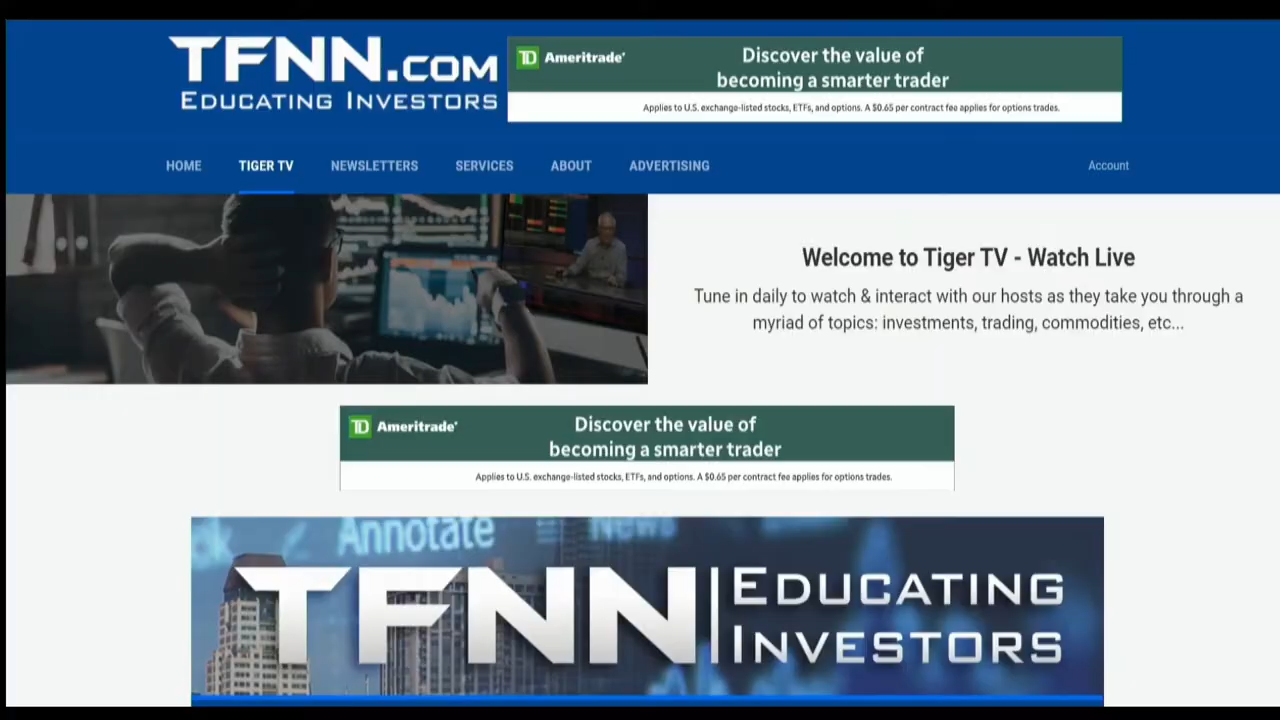 TFNN.COM
EDUCATING INVESTORS
TD Ameritrade®
Discover the value of
becoming a smarter trader
Applies to U.S. exchange-listed stocks, ETFs, and options. A $0.65 per contract fee applies for options trades.
HOME TIGER TV NEWSLETTERS SERVICES ABOUT ADVERTISING Account
Welcome to Tiger TV - Watch Live
Tune in daily to watch & interact with our hosts as they take you through a
myriad of topics: investments, trading, commodities, etc...
TD Ameritrade®
Discover the value of
becoming a smarter trader
Applies to U.S. exchange-listed stocks, ETFs, and options. A $0.65 per contract fee applies for options trades.
Annotate News
TFNN EDUCATING
INVESTORS